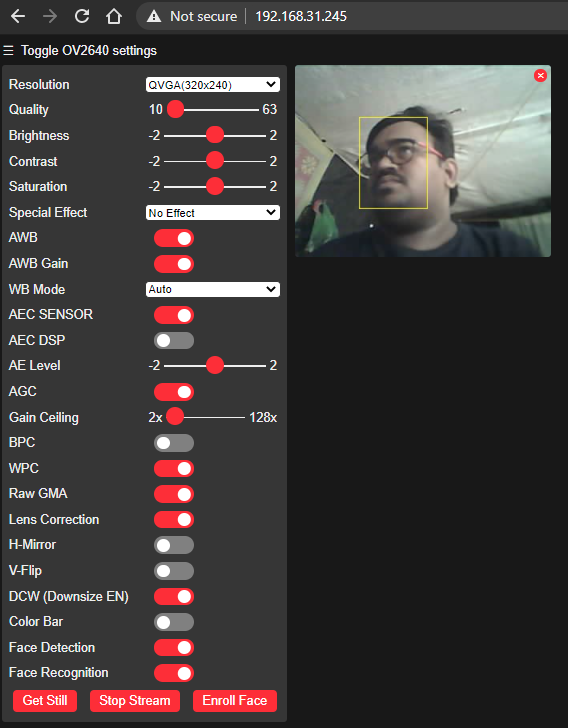 Not secure | 192.168.31.245
☰ Toggle OV2640 settings
Resolution QVGA(320x240)
Quality 10 63
Brightness -2 2
Contrast -2 2
Saturation -2 2
Special Effect No Effect
AWB
AWB Gain
WB Mode Auto
AEC SENSOR
AEC DSP
AE Level -2 2
AGC
Gain Ceiling 2x 128x
BPC
WPC
Raw GMA
Lens Correction
H-Mirror
V-Flip
DCW (Downsize EN)
Color Bar
Face Detection
Face Recognition
Get Still Stop Stream Enroll Face